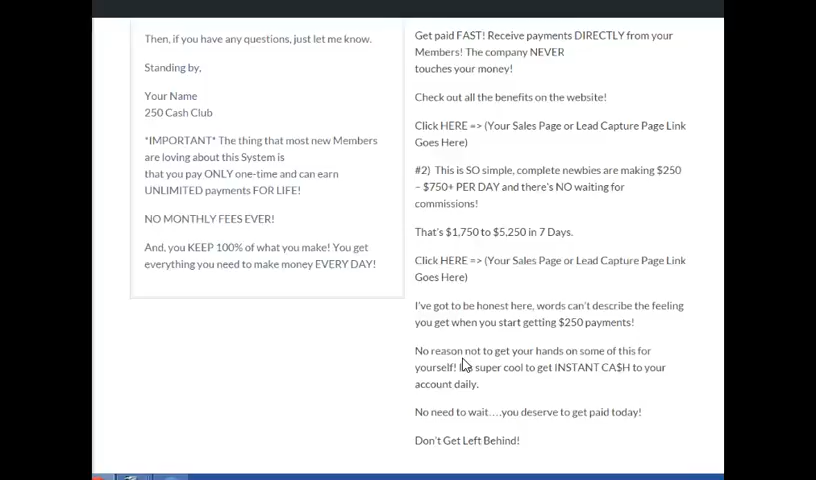 Then, if you have any questions, just let me know.
Standing by,
Your Name
250 Cash Club
*IMPORTANT* The thing that most new Members
are loving about this System is
that you pay ONLY one-time and can earn
UNLIMITED payments FOR LIFE!
NO MONTHLY FEES EVER!
And, you KEEP 100% of what you make! You get
everything you need to make money EVERY DAY!
Get paid FAST! Receive payments DIRECTLY from your
Members! The company NEVER
touches your money!
Check out all the benefits on the website!
Click HERE => (Your Sales Page or Lead Capture Page Link
Goes Here)
#2) This is SO simple, complete newbies are making $250
– $750+ PER DAY and there's NO waiting for
commissions!
That's $1,750 to $5,250 in 7 Days.
Click HERE => (Your Sales Page or Lead Capture Page Link
Goes Here)
I've got to be honest here, words can't describe the feeling
you get when you start getting $250 payments!
No reason not to get your hands on some of this for
yourself! super cool to get INSTANT CA$H to your
account daily.
No need to wait….you deserve to get paid today!
Don't Get Left Behind!